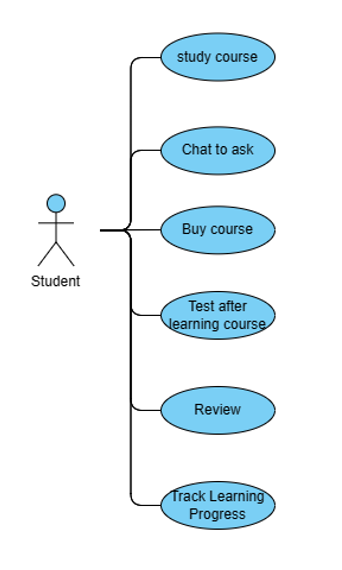 study course
Chat to ask
Buy course
Student
Test after
learning course
Review
Track Learning
Progress